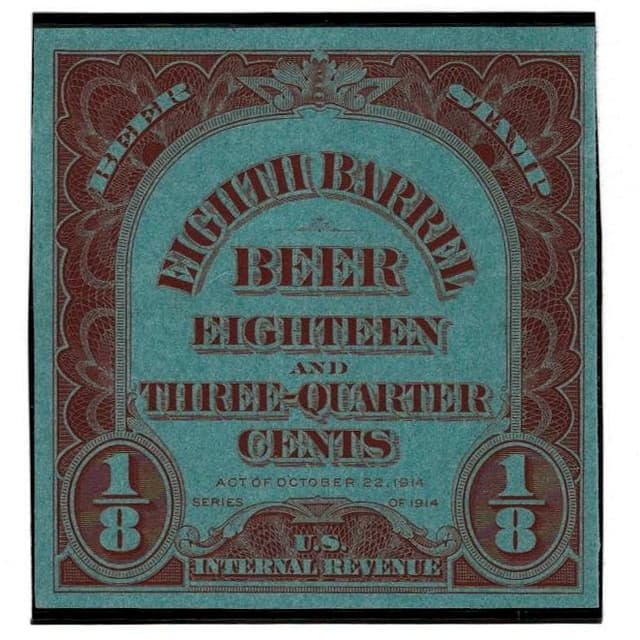 BEER STAMP
EIGHTH BARREL
BEER
EIGHTEEN
AND
THREE-QUARTER
CENTS
ACT OF OCTOBER 22, 1914
SERIES OF 1914
1/8 1/8
U.S.
INTERNAL REVENUE